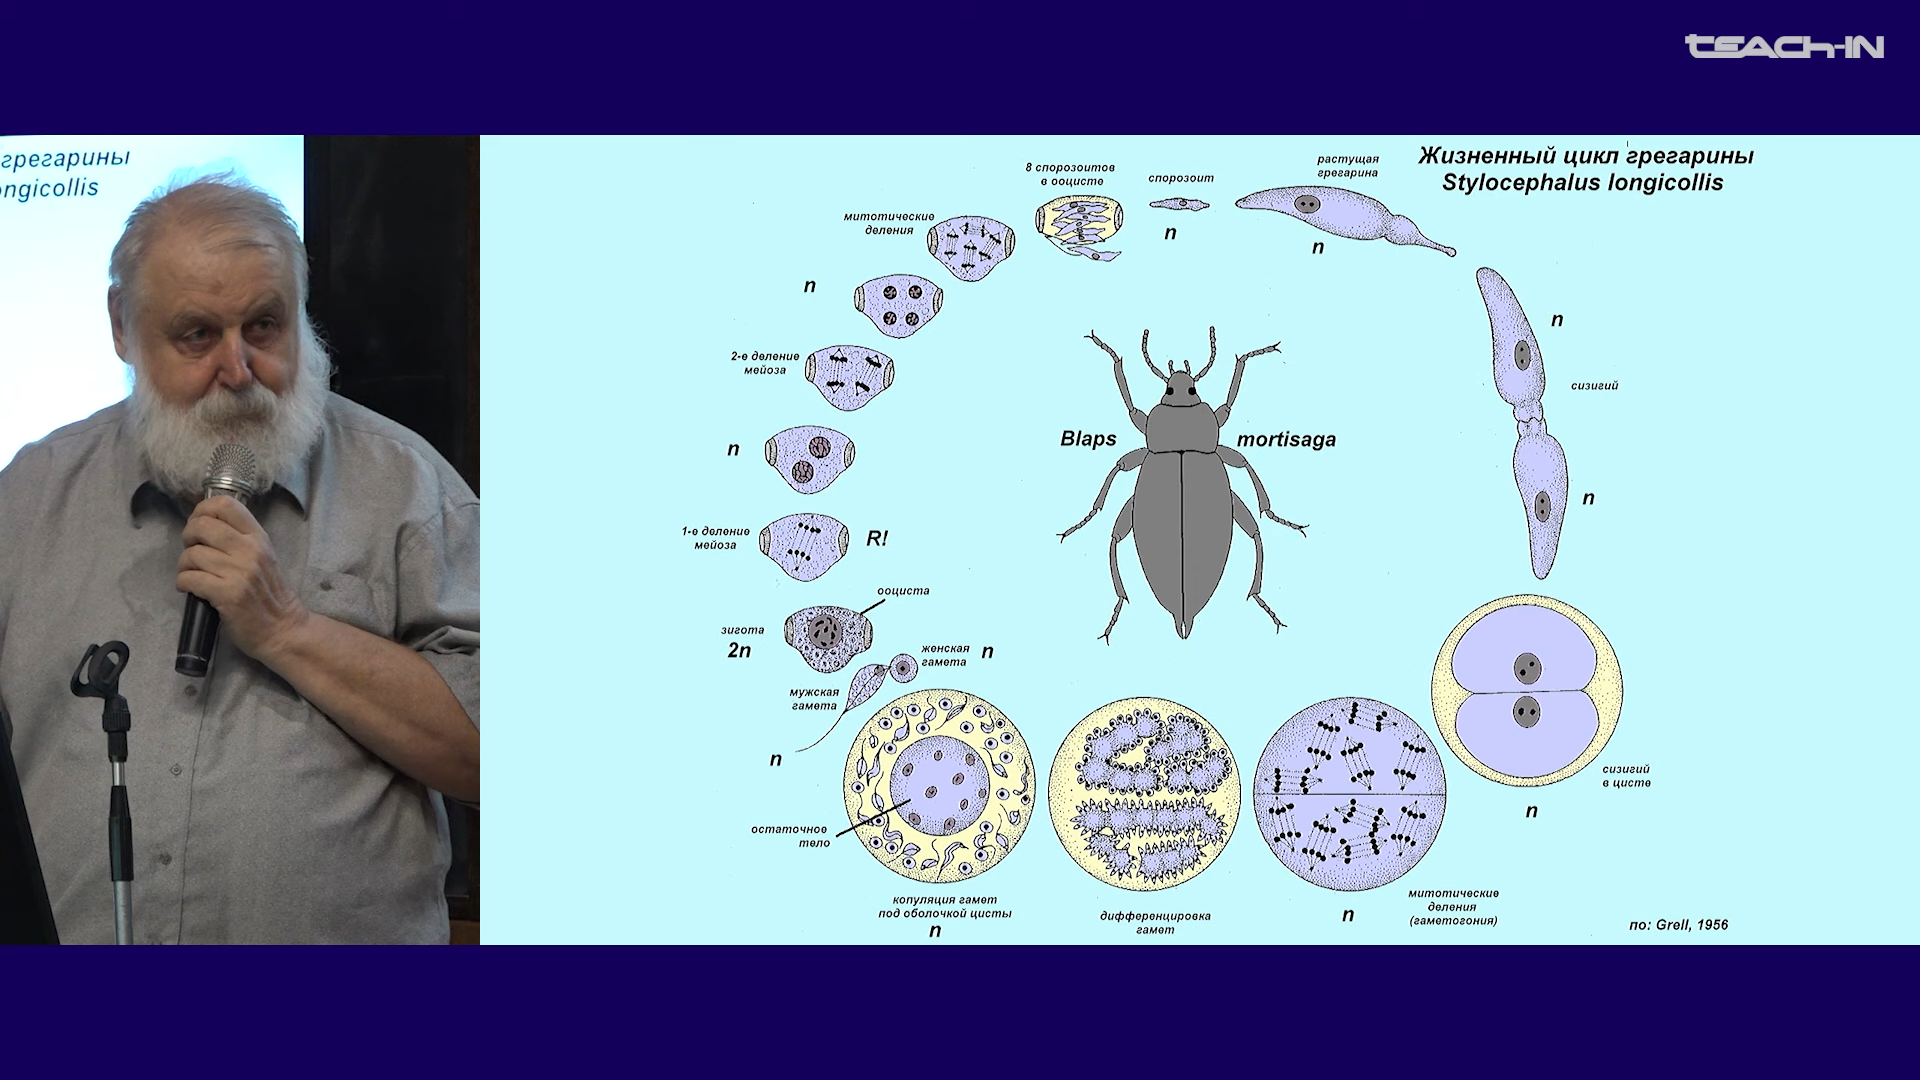 TEACH-IN
грегарины
ongicollis
Жизненный цикл грегарины
Stylocephalus longicollis
8 спорозоитов
в ооцисте
спорозоит
n
растущая
грегарина
n
митотические
деления
n
2-е деление
мейоза
n
1-е деление
мейоза
R!
ооциста
зигота
2n
женская
гамета
n
мужская
гамета
n
остаточное
тело
копуляция гамет
под оболочкой цисты
n
дифференцировка
гамет
митотические
деления
(гаметогония)
n
сизигий
в цисте
n
n
сизигий
n
Blaps mortisaga
по: Grell, 1956